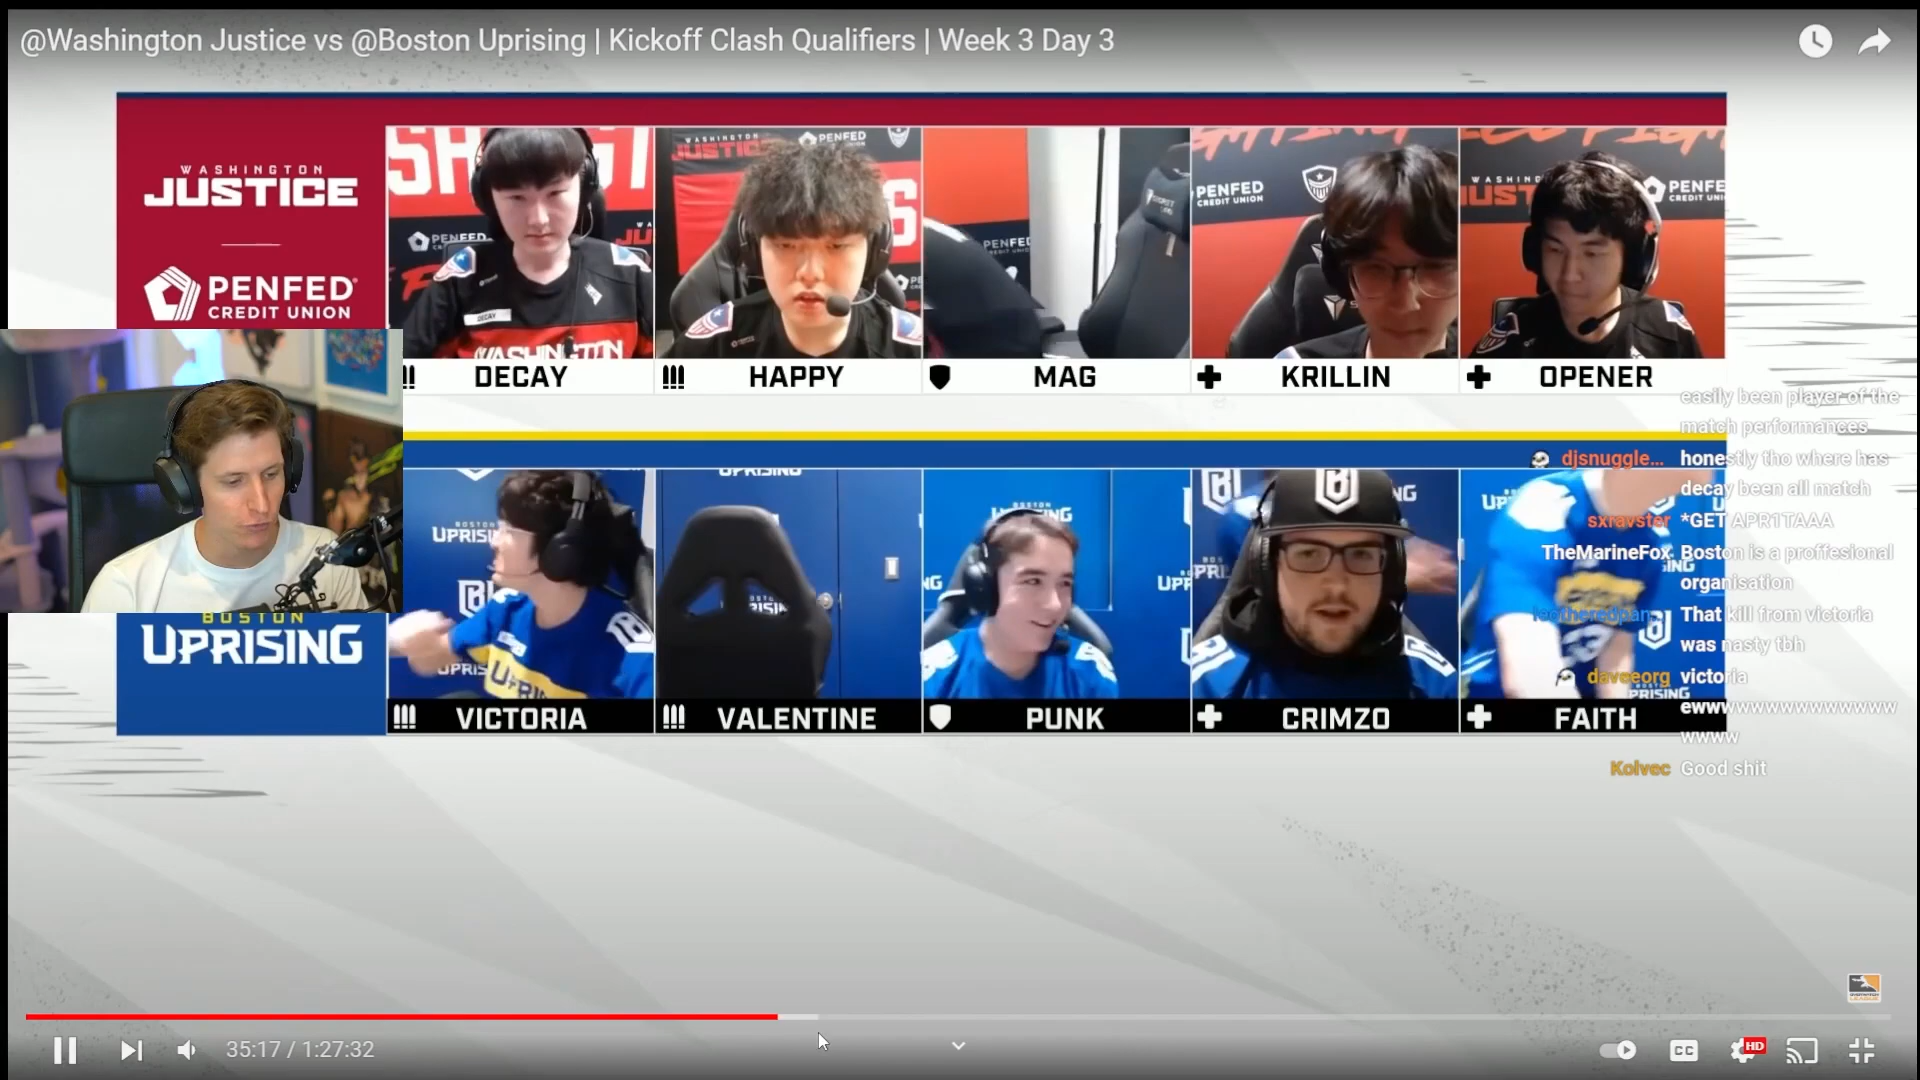 @Washington Justice vs @Boston Uprising | Kickoff Clash Qualifiers | Week 3 Day 3
WASHINGTON
JUSTICE
PENFED
CREDIT UNION
DECAY
HAPPY
MAG
KRILLIN
OPENER
BOSTON
UPRISING
VICTORIA
VALENTINE
PUNK
CRIMZO
FAITH
easily been player of the
match performances
djsnuggle... honestly tho where has
decay been all match
sxravster *GET APR1TAAA
TheMarineFox Boston is a proffesional
organisation
That kill from victoria
was nasty tbh
daveeorg victoria
ewwwwwwwwwwwwww
wwww
Kolvec Good shit
35:17 / 1:27:32
CC
HD